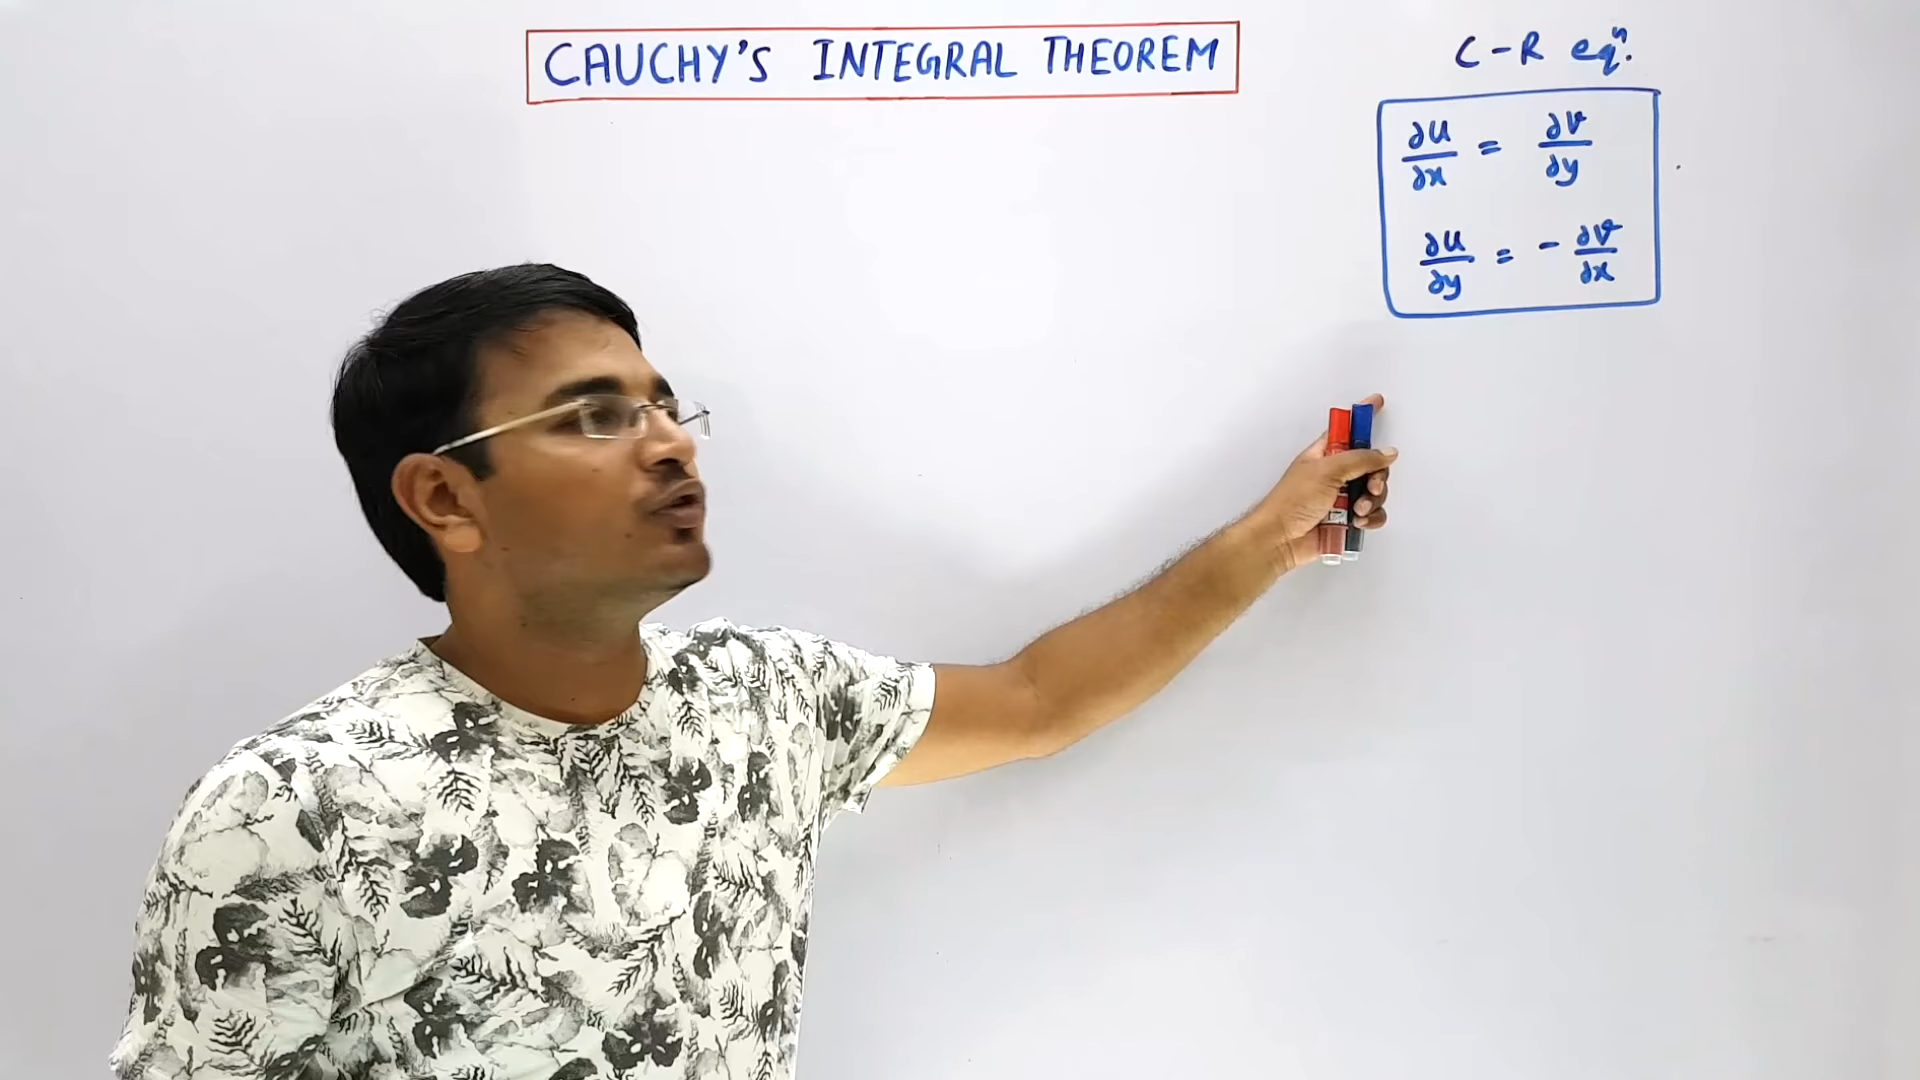 CAUCHY'S INTEGRAL THEOREM
C-R eqⁿ.
∂u/∂x = ∂v/∂y
∂u/∂y = - ∂v/∂x